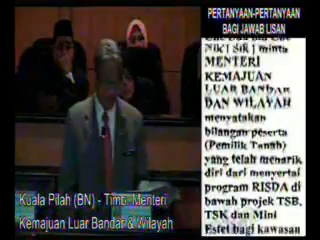 PERTANYAAN-PERTANYAAN
BAGI JAWAB LISAN
Nik [ Sik ] minta
MENTERI
KEMAJUAN
LUAR BANDAR
DAN WILAYAH
menyatakan
bilangan peserta
(Pemilik Tanah)
yang telah menarik
diri dari menyertai
program RISDA di
bawah projek TSB,
TSK dan Mini
Estet bagi kawasan
Kuala Pilah (BN) - Timb. Menteri
Kemajuan Luar Bandar & Wilayah